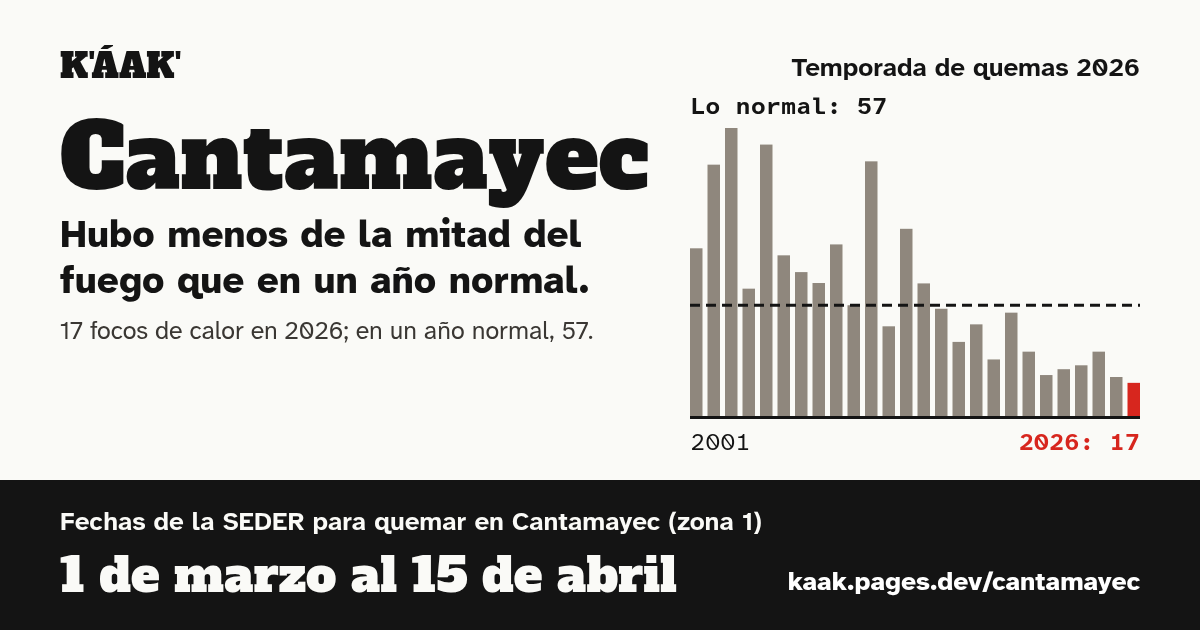 K'ÁAK'
Temporada de quemas 2026
Cantamayec
Hubo menos de la mitad del
fuego que en un año normal.
17 focos de calor en 2026; en un año normal, 57.
Lo normal: 57
2001
2026: 17
Fechas de la SEDER para quemar en Cantamayec (zona 1)
1 de marzo al 15 de abril
kaak.pages.dev/cantamayec